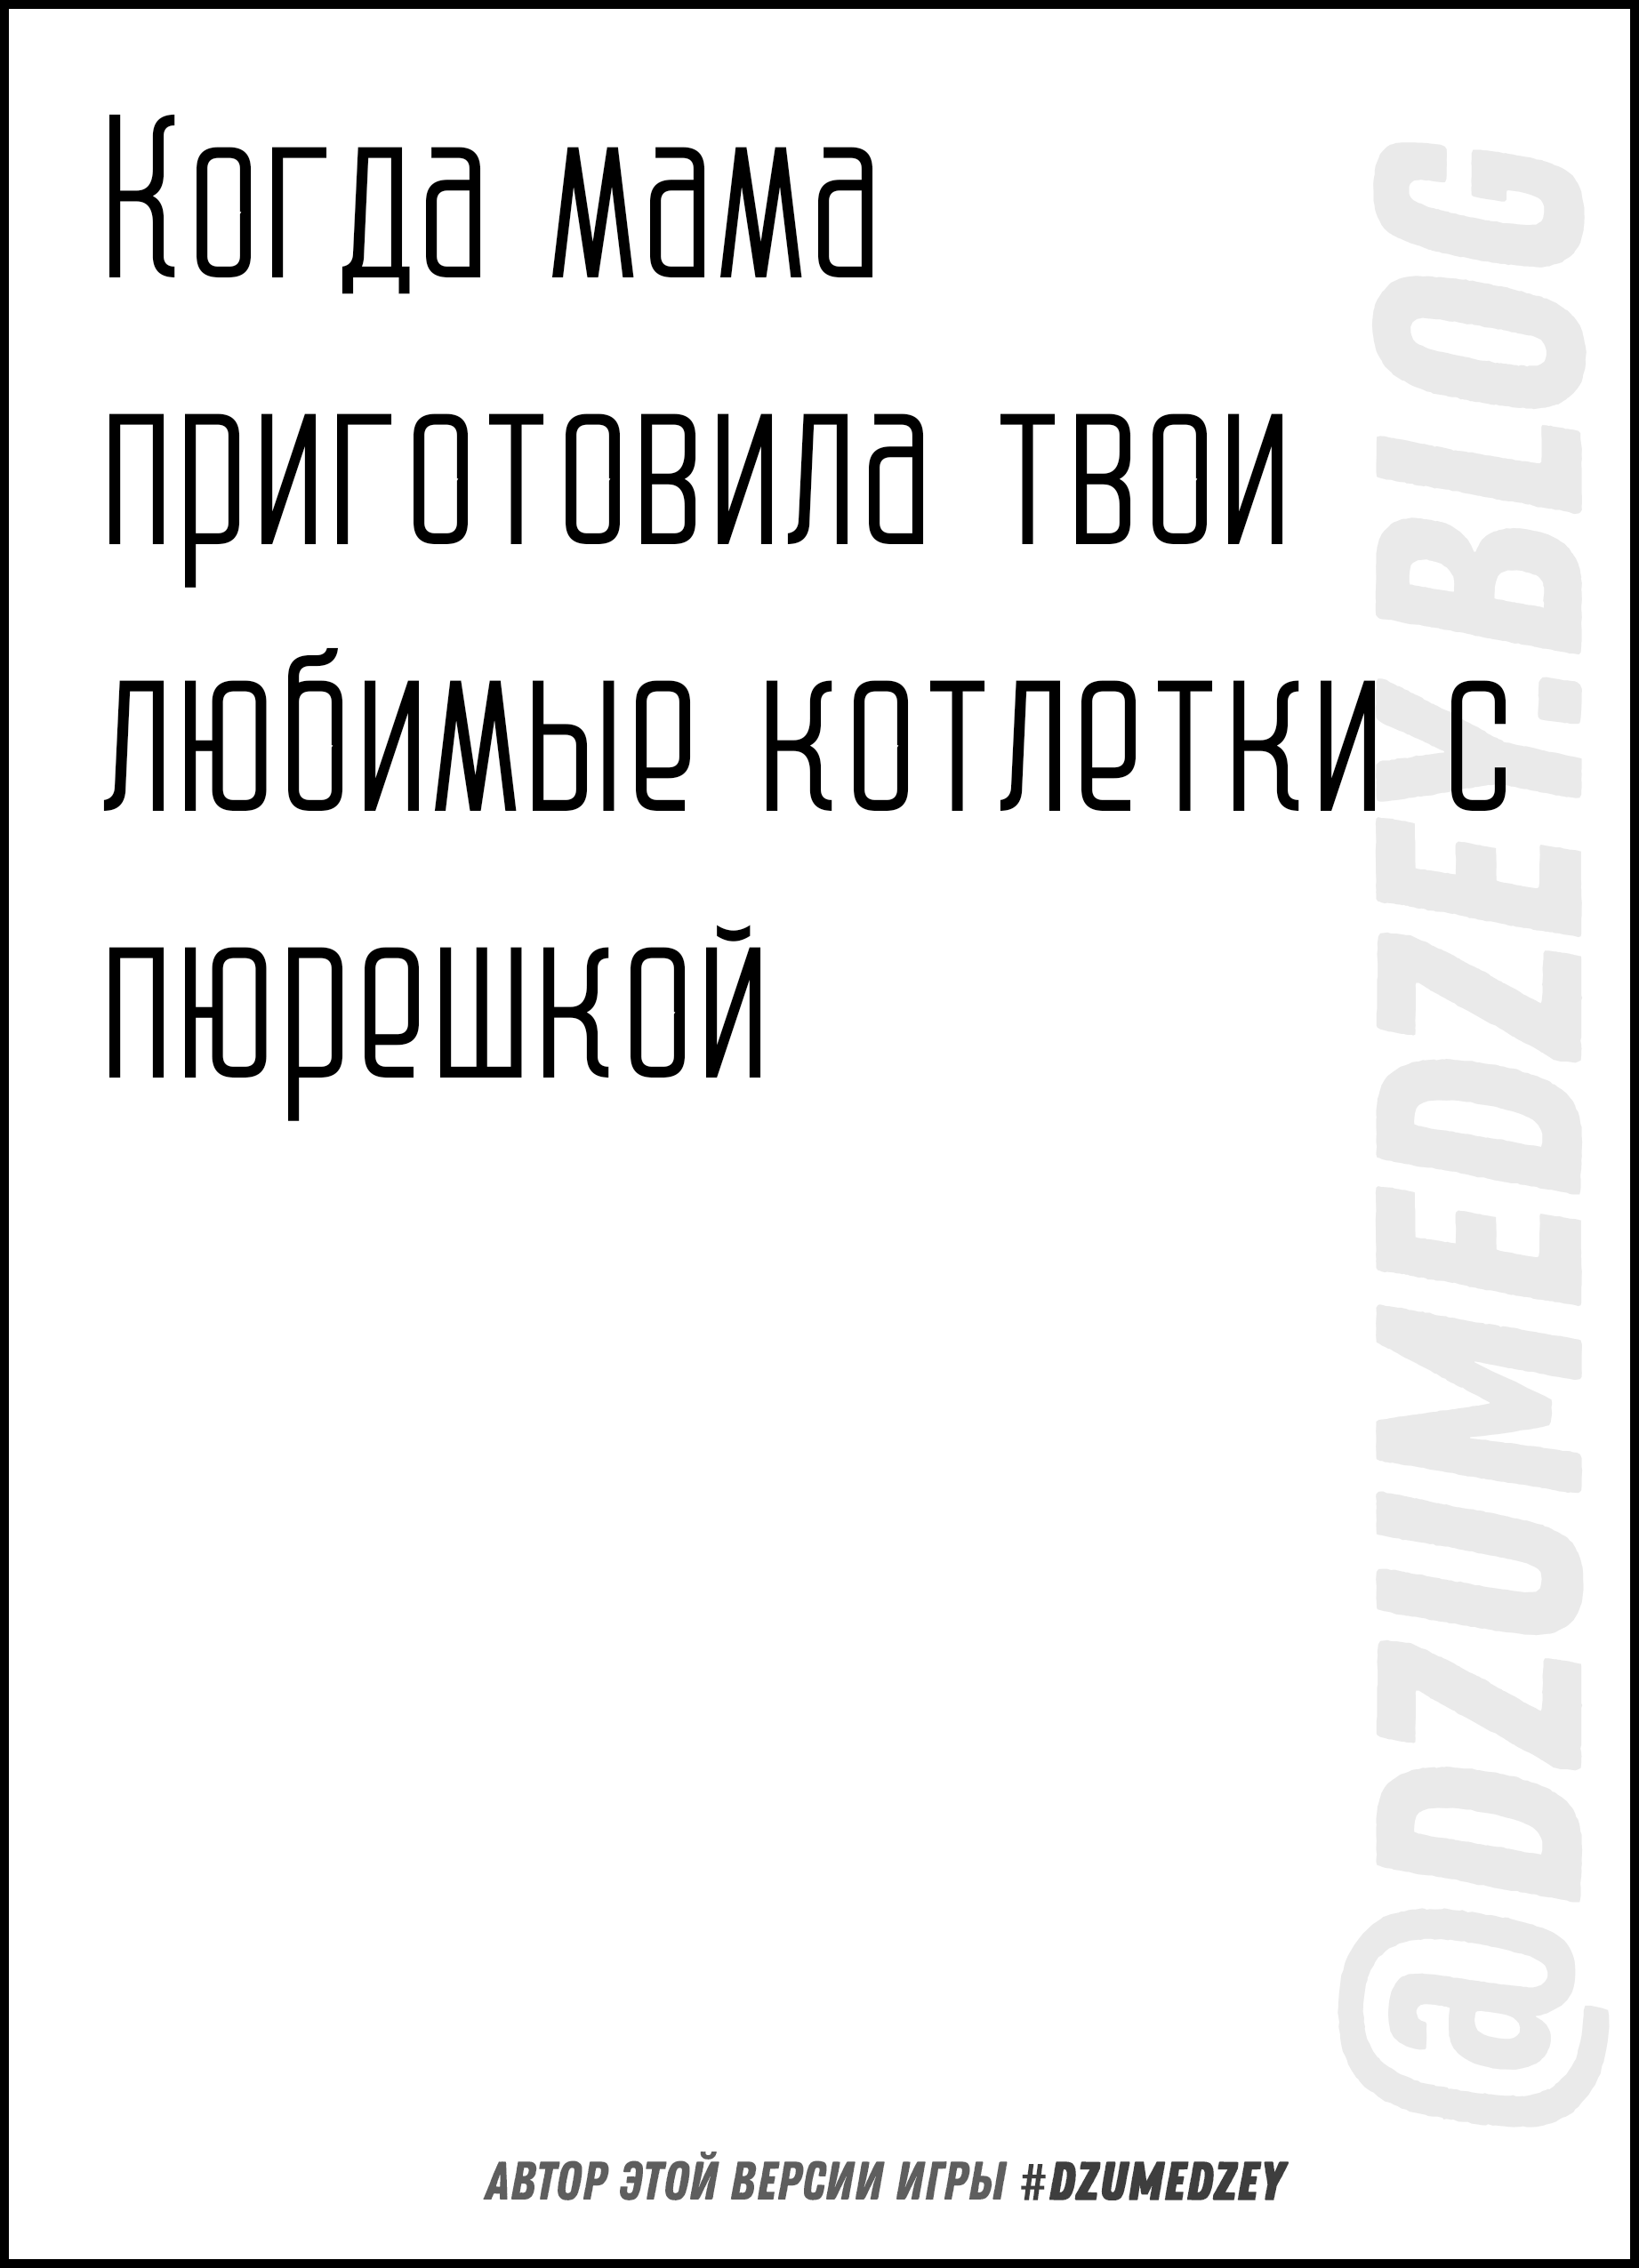 Когда мама
приготовила твои
любимые котлетки с
пюрешкой
@DZUMEDZEY.BLOG
АВТОР ЭТОЙ ВЕРСИИ ИГРЫ #DZUMEDZEY